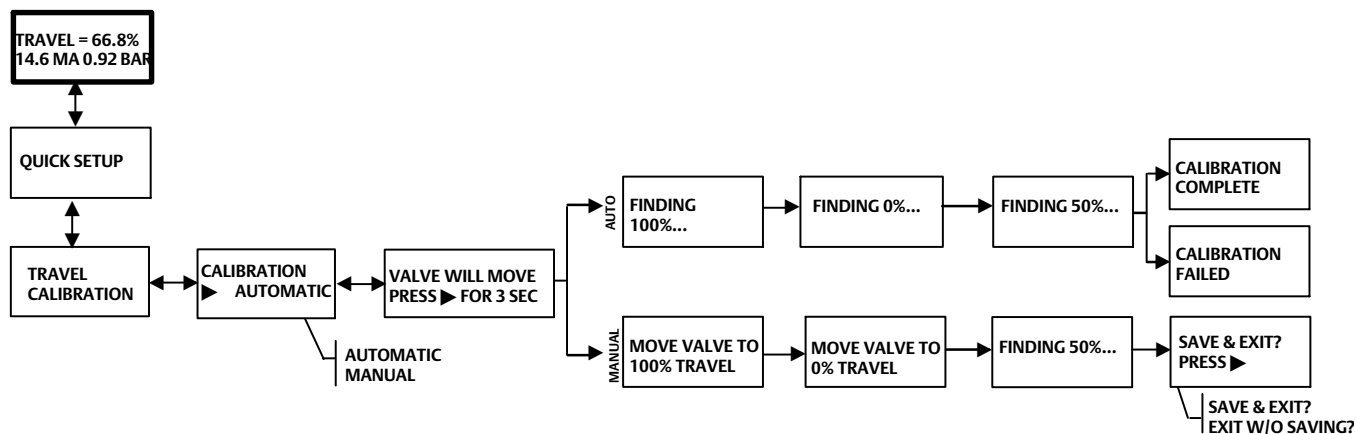 TRAVEL = 66.8%
14.6 MA 0.92 BAR
QUICK SETUP
TRAVEL
CALIBRATION
CALIBRATION
▶ AUTOMATIC
AUTOMATIC
MANUAL
VALVE WILL MOVE
PRESS ▶ FOR 3 SEC
AUTO
FINDING
100%...
FINDING 0%...
FINDING 50%...
CALIBRATION
COMPLETE
CALIBRATION
FAILED
MANUAL
MOVE VALVE TO
100% TRAVEL
MOVE VALVE TO
0% TRAVEL
FINDING 50%...
SAVE & EXIT?
PRESS ▶
SAVE & EXIT?
EXIT W/O SAVING?